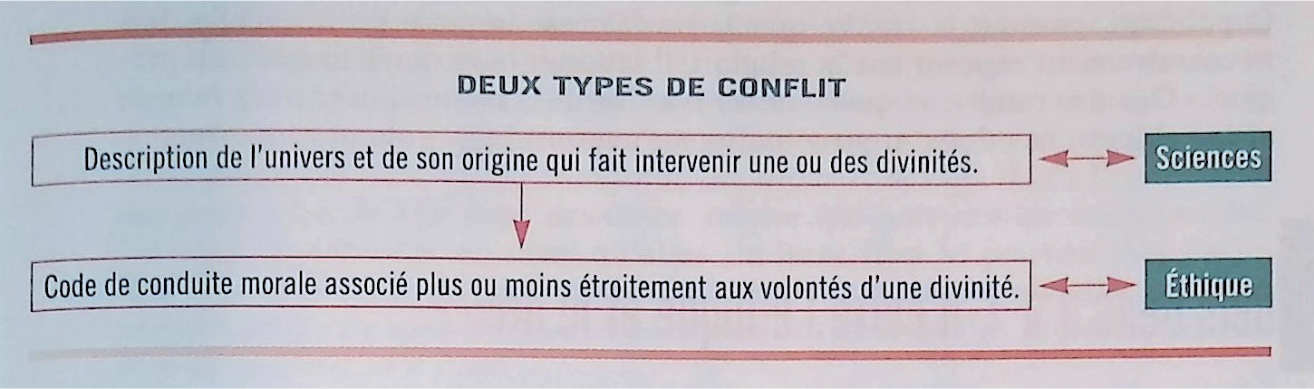 DEUX TYPES DE CONFLIT
Description de l'univers et de son origine qui fait intervenir une ou des divinités. Sciences
Code de conduite morale associé plus ou moins étroitement aux volontés d'une divinité. Éthique